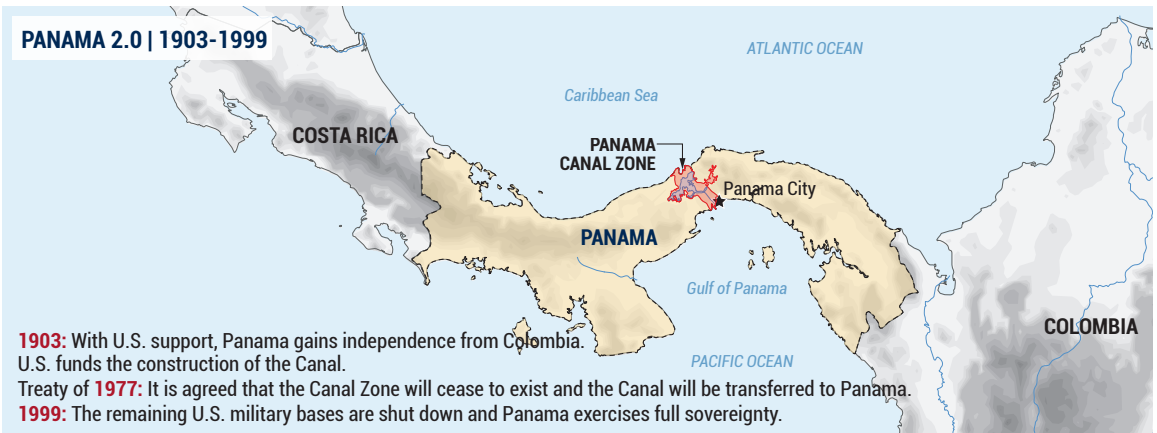 PANAMA 2.0 | 1903-1999
ATLANTIC OCEAN
Caribbean Sea
COSTA RICA
PANAMA
CANAL ZONE
Panama City
PANAMA
Gulf of Panama
COLOMBIA
PACIFIC OCEAN
1903: With U.S. support, Panama gains independence from Colombia.
U.S. funds the construction of the Canal.
Treaty of 1977: It is agreed that the Canal Zone will cease to exist and the Canal will be transferred to Panama.
1999: The remaining U.S. military bases are shut down and Panama exercises full sovereignty.